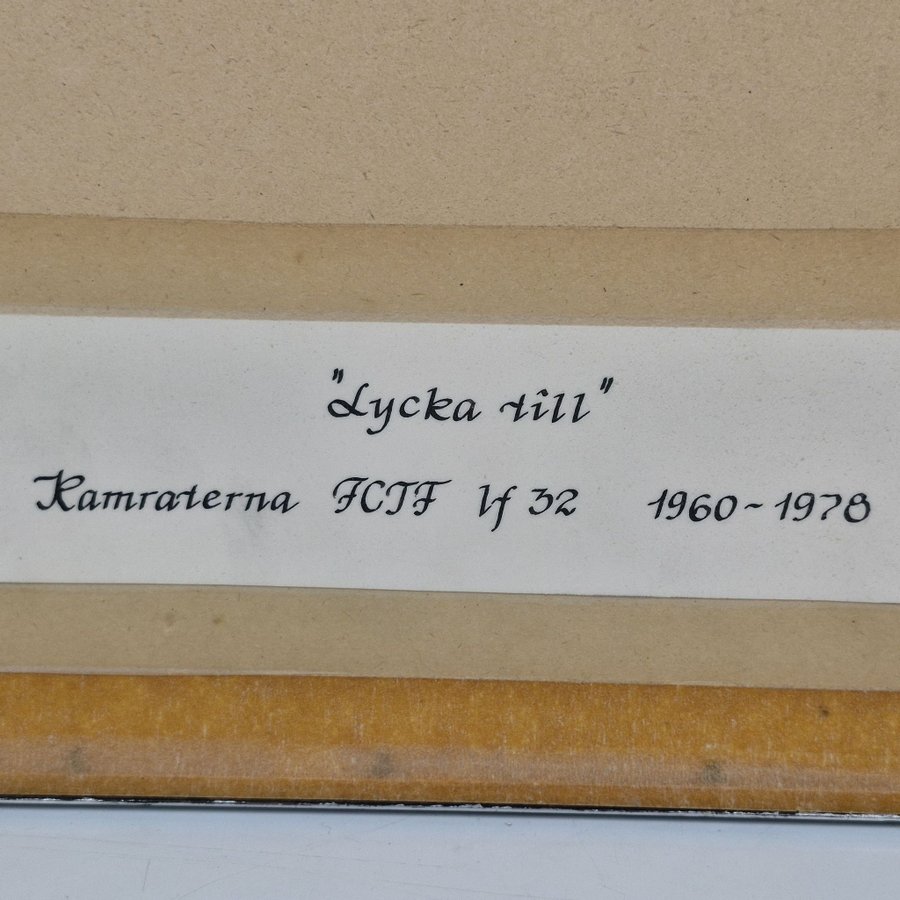 "Lycka till"
Kamraterna FCTF lf 32 1960-1978